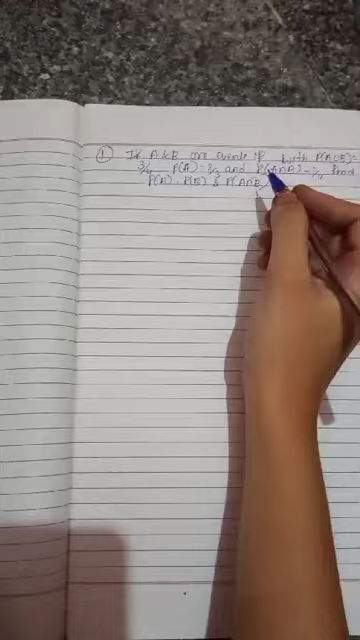 ① If A & B are events with P(A∪B)=
3/4 P(A)=2/3 and P(A∩B)=1/4 Find
P(A), P(B) & P(A∩B